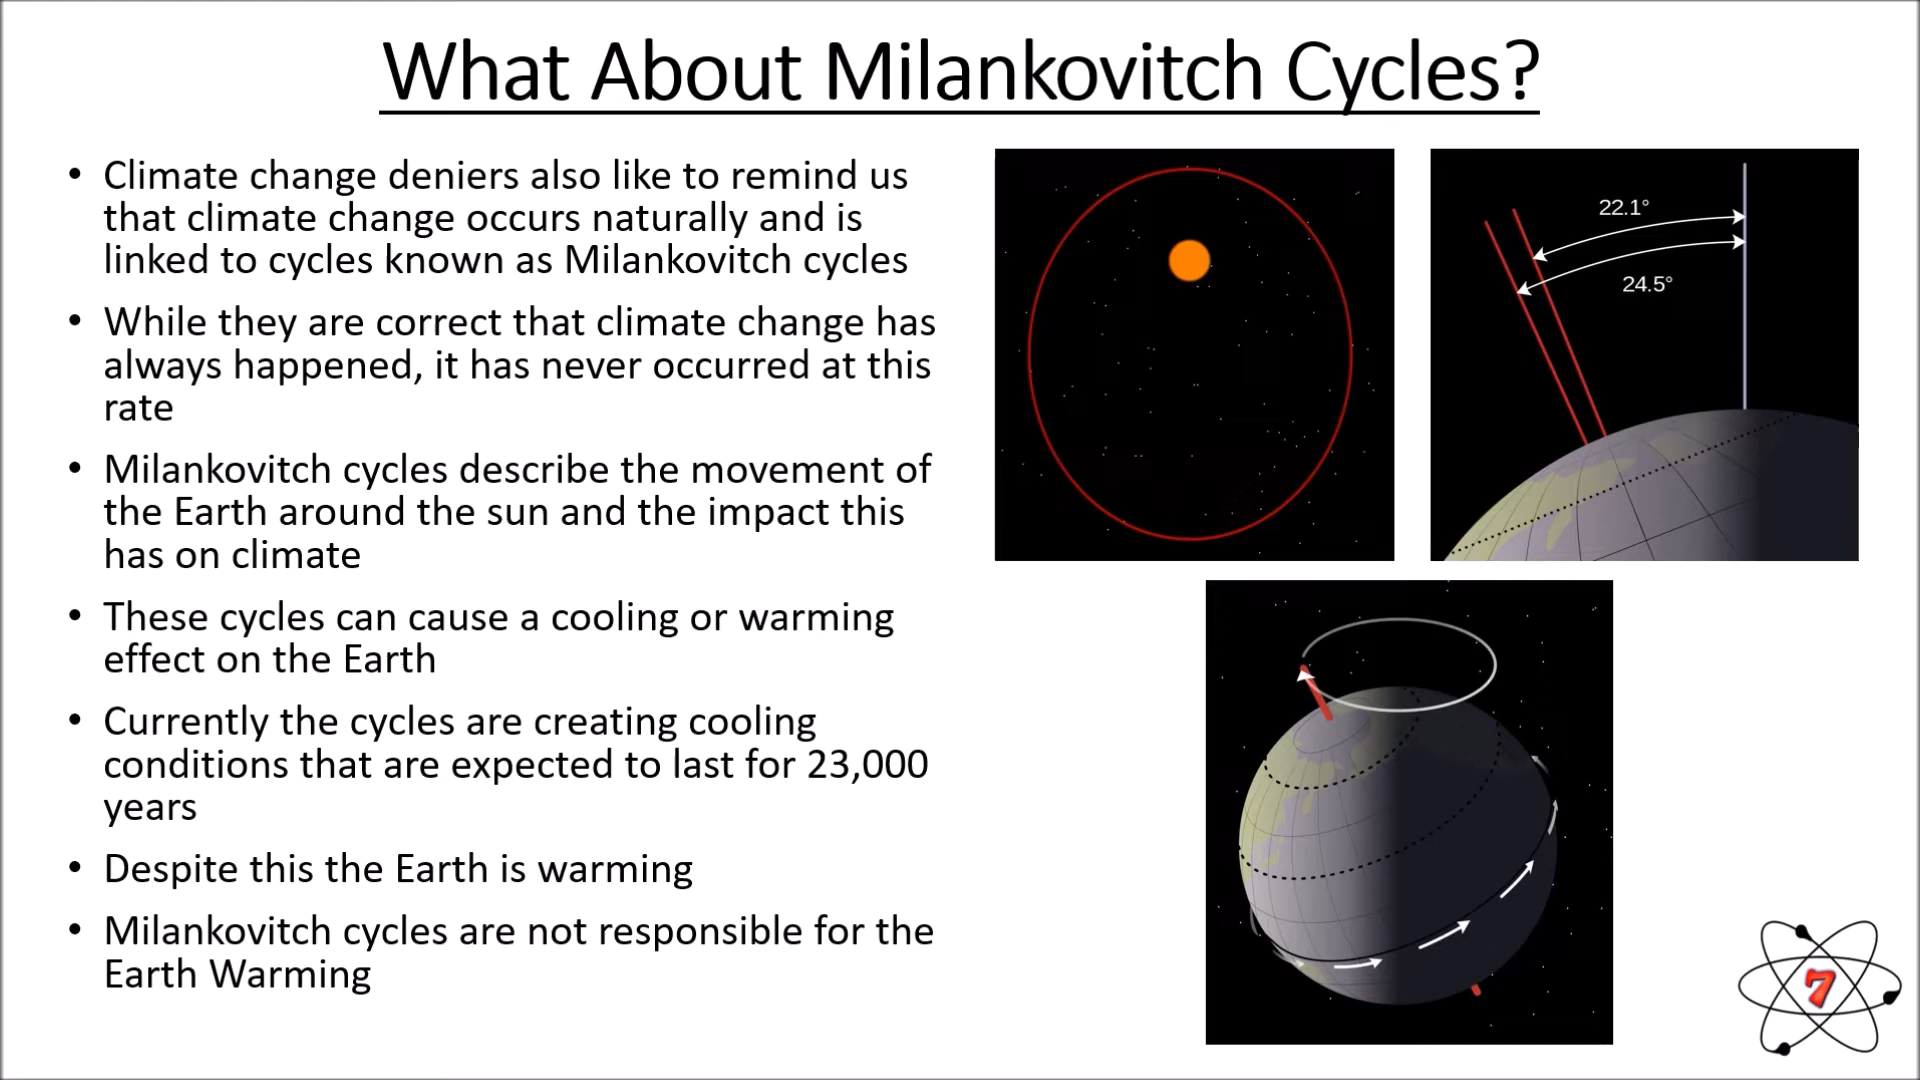 What About Milankovitch Cycles?
• Climate change deniers also like to remind us
that climate change occurs naturally and is
linked to cycles known as Milankovitch cycles
• While they are correct that climate change has
always happened, it has never occurred at this
rate
• Milankovitch cycles describe the movement of
the Earth around the sun and the impact this
has on climate
• These cycles can cause a cooling or warming
effect on the Earth
• Currently the cycles are creating cooling
conditions that are expected to last for 23,000
years
• Despite this the Earth is warming
• Milankovitch cycles are not responsible for the
Earth Warming
22.1°
24.5°
7